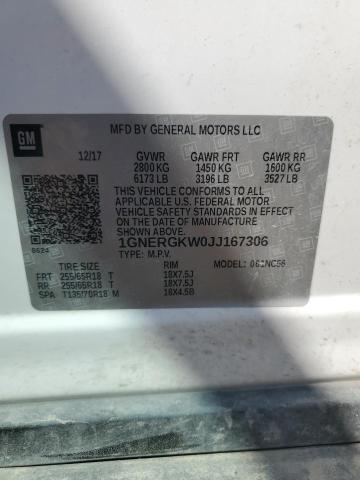 GM
MFD BY GENERAL MOTORS LLC
12/17 GVWR GAWR FRT GAWR RR
2800 KG 1450 KG 1600 KG
6173 LB 3196 LB 3527 LB
THIS VEHICLE CONFORMS TO ALL APPLICABLE
U.S. FEDERAL MOTOR VEHICLE SAFETY
STANDARDS IN EFFECT ON THE DATE OF MANUFACTURE
SHOWN ABOVE.
1GNERGKW0JJ167306
TYPE: M.P.V. MODEL:
8624
TIRE SIZE RIM
FRT 255/65R18 T 18X7.5J
RR 255/65R18 T 18X7.5J
SPA T135/70R18 M 18X4.5B